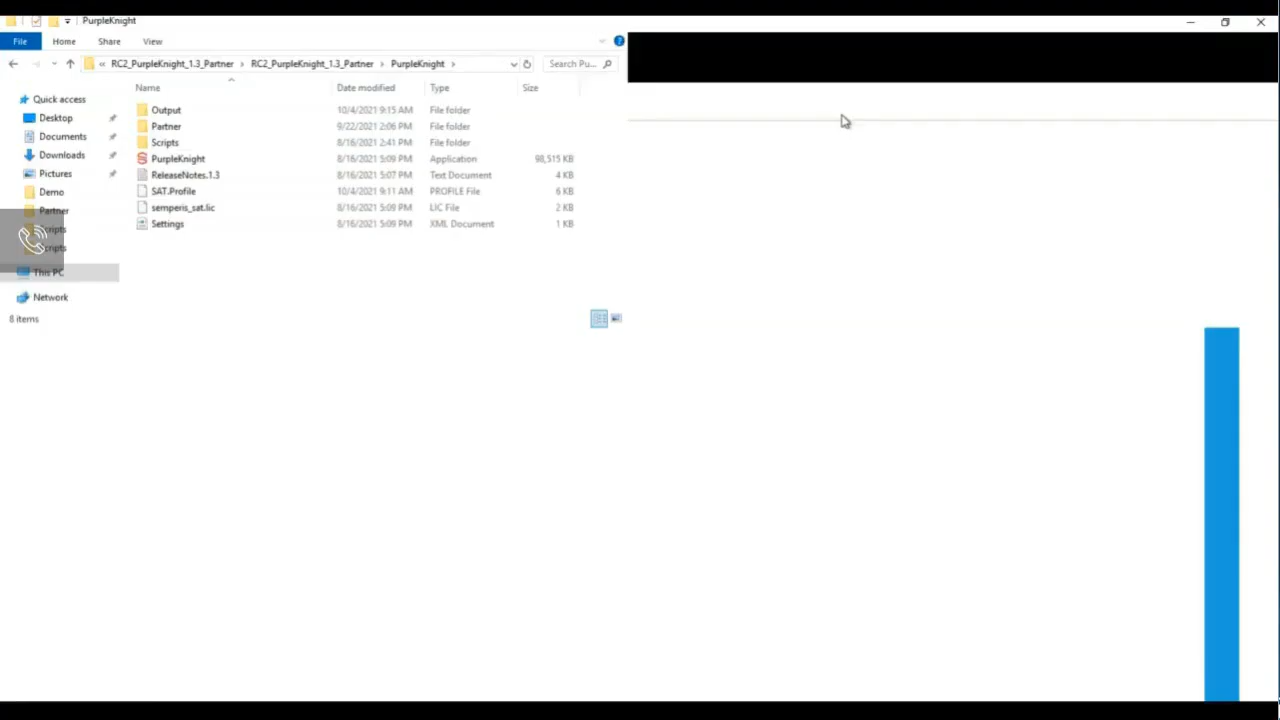 PurpleKnight
File Home Share View
« RC2_PurpleKnight_1.3_Partner › RC2_PurpleKnight_1.3_Partner › PurpleKnight › Search Pu...
Name Date modified Type Size
Quick access
Desktop
Documents
Downloads
Pictures
Demo
Partner
This PC
Network
Output 10/4/2021 9:15 AM File folder
Partner 9/22/2021 2:06 PM File folder
Scripts 8/16/2021 2:41 PM File folder
PurpleKnight 8/16/2021 5:09 PM Application 98,515 KB
ReleaseNotes.1.3 8/16/2021 5:07 PM Text Document 4 KB
SAT.Profile 10/4/2021 9:11 AM PROFILE File 6 KB
semperis_sat.lic 8/16/2021 5:09 PM LIC File 2 KB
Settings 8/16/2021 5:09 PM XML Document 1 KB
8 items